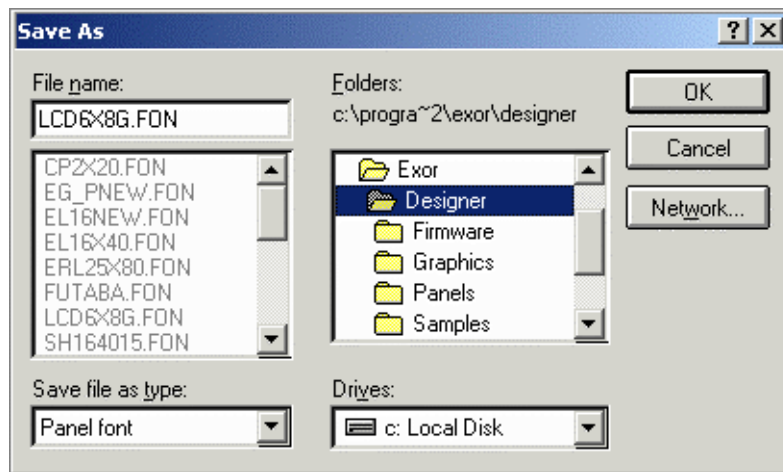 Save As
File name:
LCD6X8G.FON
CP2X20.FON
EG_PNEW.FON
EL16NEW.FON
EL16X40.FON
ERL25X80.FON
FUTABA.FON
LCD6X8G.FON
SH164015.FON
Save file as type:
Panel font
Folders:
c:\progra~2\exor\designer
Exor
Designer
Firmware
Graphics
Panels
Samples
Drives:
c: Local Disk
OK
Cancel
Network...